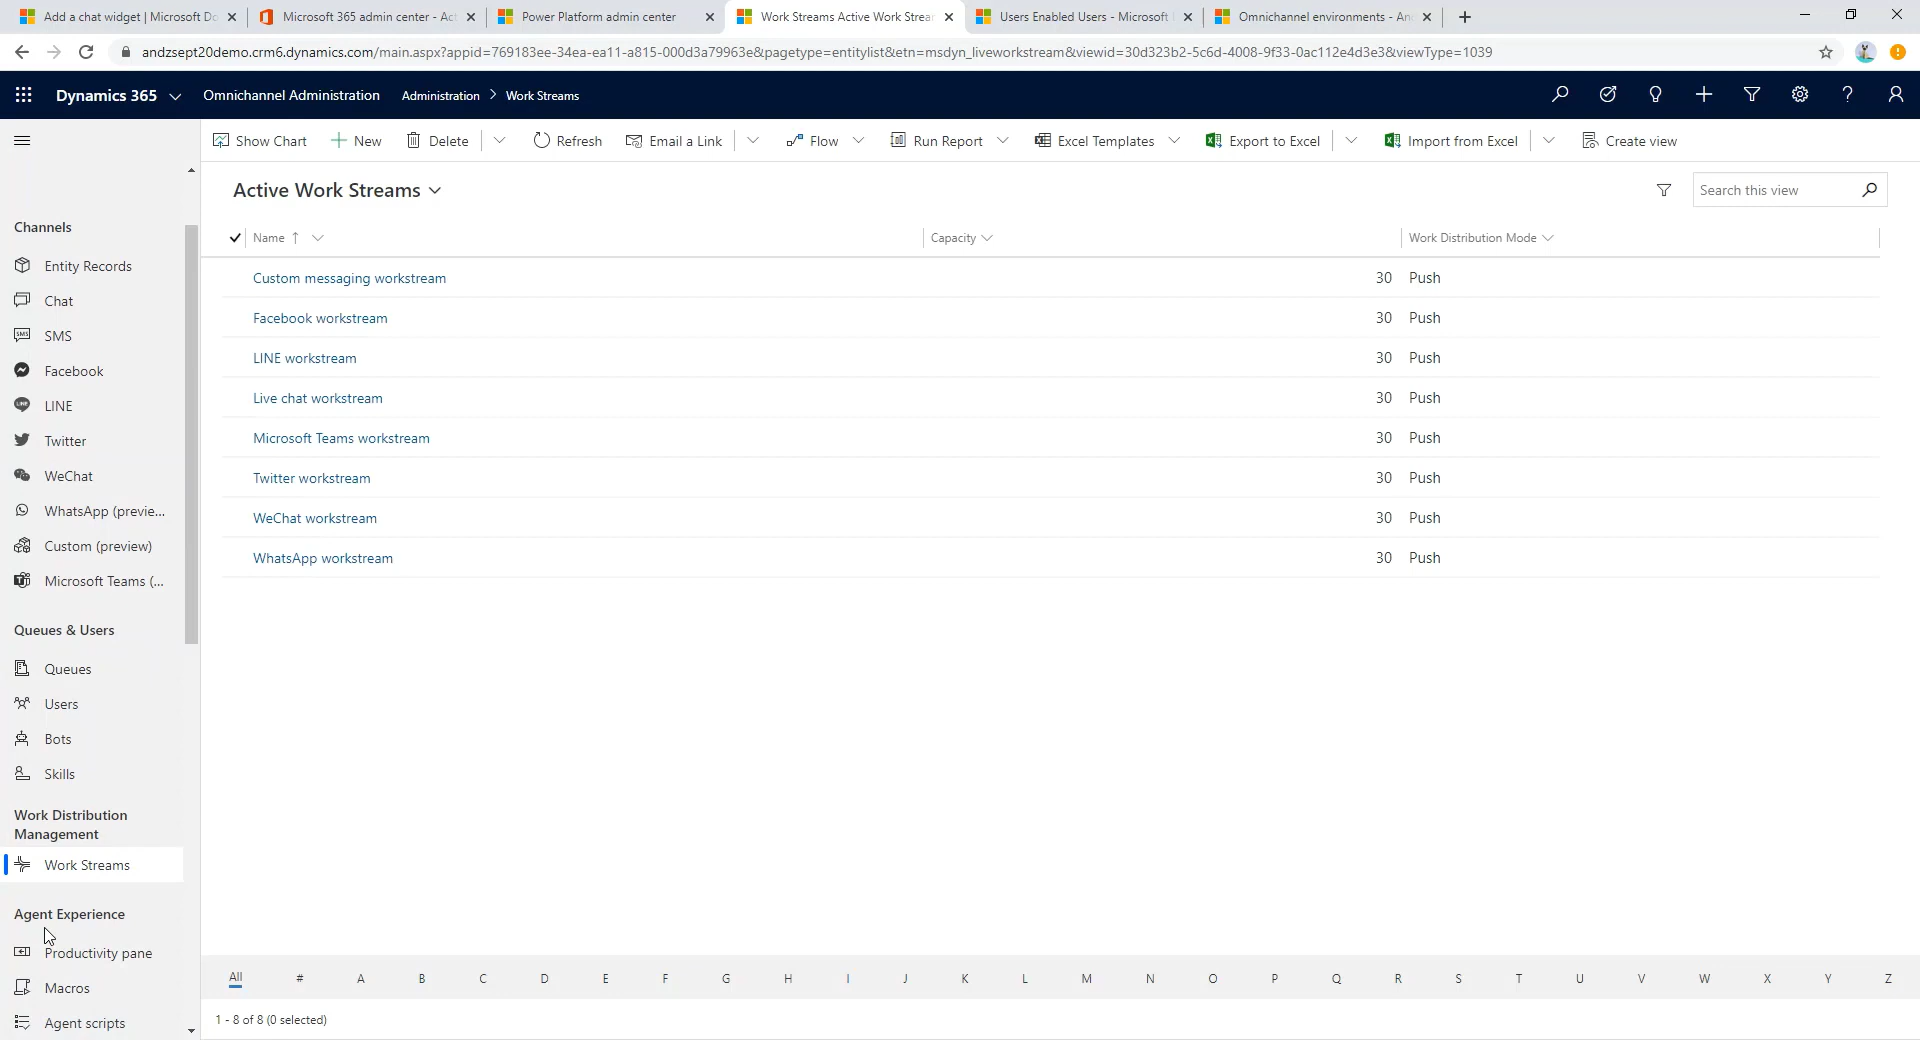 Add a chat widget | Microsoft Do
Microsoft 365 admin center - Act
Power Platform admin center
Work Streams Active Work Stream
Users Enabled Users - Microsoft
Omnichannel environments - An
andzsept20demo.crm6.dynamics.com/main.aspx?appid=769183ee-34ea-ea11-a815-000d3a79963e&pagetype=entitylist&etn=msdyn_liveworkstream&viewid=30d323b2-5c6d-4008-9f33-0ac112e4d3e3&viewType=1039
Dynamics 365
Omnichannel Administration
Administration > Work Streams
Show Chart
New
Delete
Refresh
Email a Link
Flow
Run Report
Excel Templates
Export to Excel
Import from Excel
Create view
Channels
Entity Records
Chat
SMS
SMS
Facebook
LINE
LINE
Twitter
WeChat
WhatsApp (previe...
Custom (preview)
Microsoft Teams (...
Queues & Users
Queues
Users
Bots
Skills
Work Distribution
Management
Work Streams
Agent Experience
Productivity pane
Macros
Agent scripts
Active Work Streams
Search this view
Name ↑ Capacity Work Distribution Mode
Custom messaging workstream 30 Push
Facebook workstream 30 Push
LINE workstream 30 Push
Live chat workstream 30 Push
Microsoft Teams workstream 30 Push
Twitter workstream 30 Push
WeChat workstream 30 Push
WhatsApp workstream 30 Push
All # A B C D E F G H I J K L M N O P Q R S T U V W X Y Z
1 - 8 of 8 (0 selected)